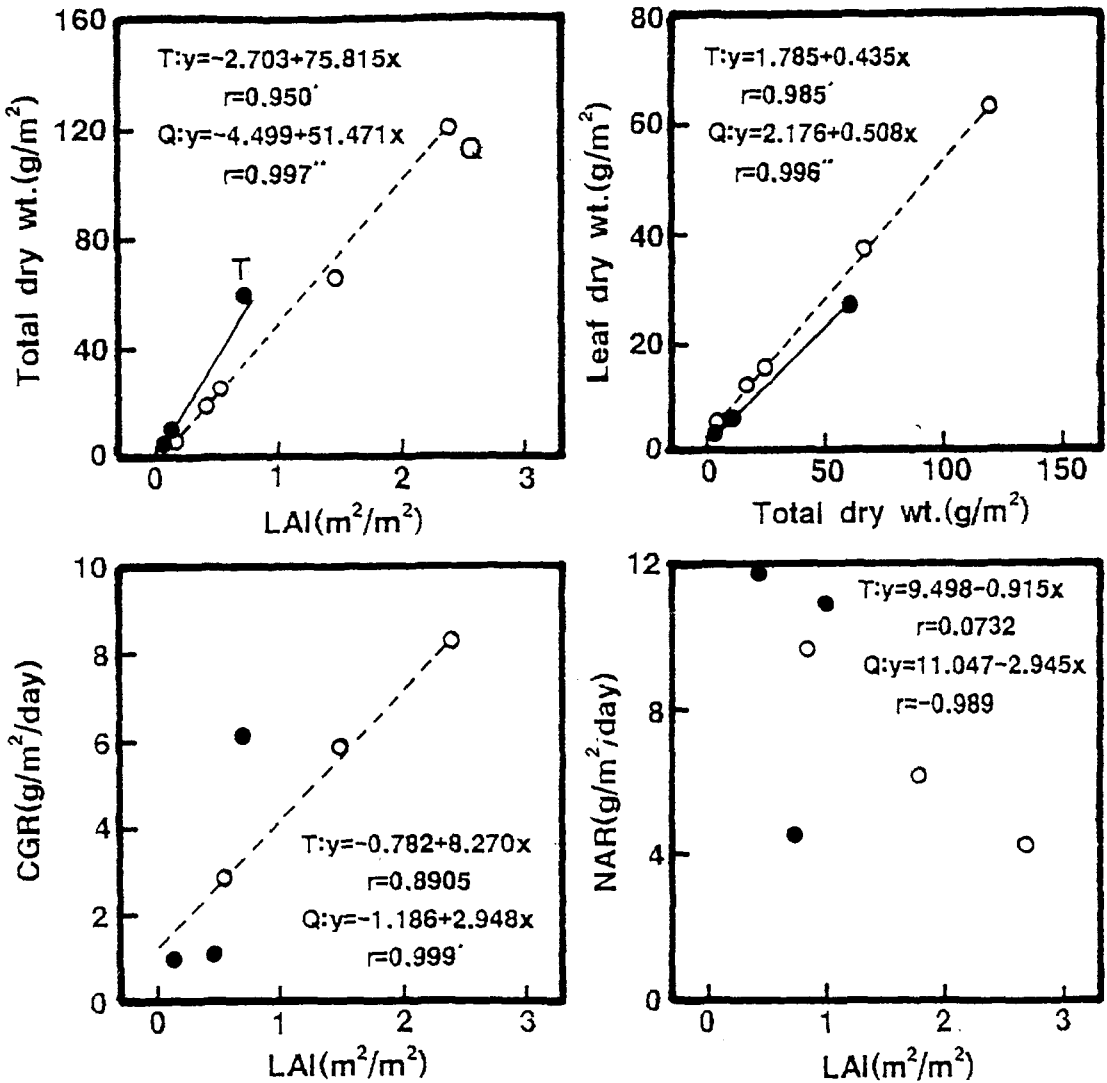 160
120
80
40
0
Total dry wt.(g/m²)
T:y=-2.703+75.815x
r=0.950*
Q:y=-4.499+51.471x
r=0.997**
Q
T
0 1 2 3
LAI(m²/m²)
80
60
40
20
0
Leaf dry wt.(g/m²)
T:y=1.785+0.435x
r=0.985*
Q:y=2.176+0.508x
r=0.996**
0 50 100 150
Total dry wt.(g/m²)
10
8
6
4
2
0
CGR(g/m²/day)
T:y=-0.782+8.270x
r=0.8905
Q:y=-1.186+2.948x
r=0.999*
0 1 2 3
LAI(m²/m²)
12
8
4
0
NAR(g/m²/day)
T:y=9.498-0.915x
r=0.0732
Q:y=11.047-2.945x
r=-0.989
0 1 2 3
LAI(m²/m²)